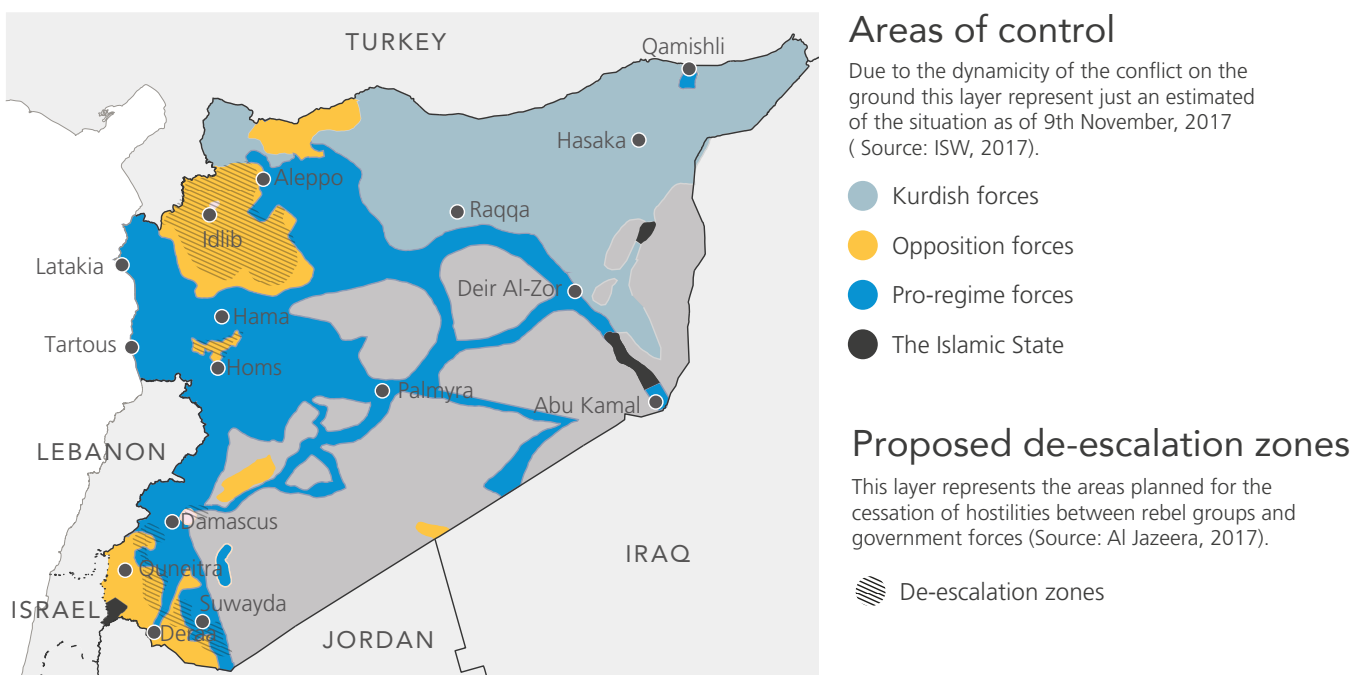 TURKEY
Qamishli
Hasaka
Aleppo
Raqqa
Idlib
Latakia
Deir Al-Zor
Hama
Tartous
Homs
Palmyra
Abu Kamal
LEBANON
Damascus
IRAQ
Quneitra
ISRAEL
Suwayda
Deraa
JORDAN
Areas of control
Due to the dynamicity of the conflict on the
ground this layer represent just an estimated
of the situation as of 9th November, 2017
( Source: ISW, 2017).
Kurdish forces
Opposition forces
Pro-regime forces
The Islamic State
Proposed de-escalation zones
This layer represents the areas planned for the
cessation of hostilities between rebel groups and
government forces (Source: Al Jazeera, 2017).
De-escalation zones